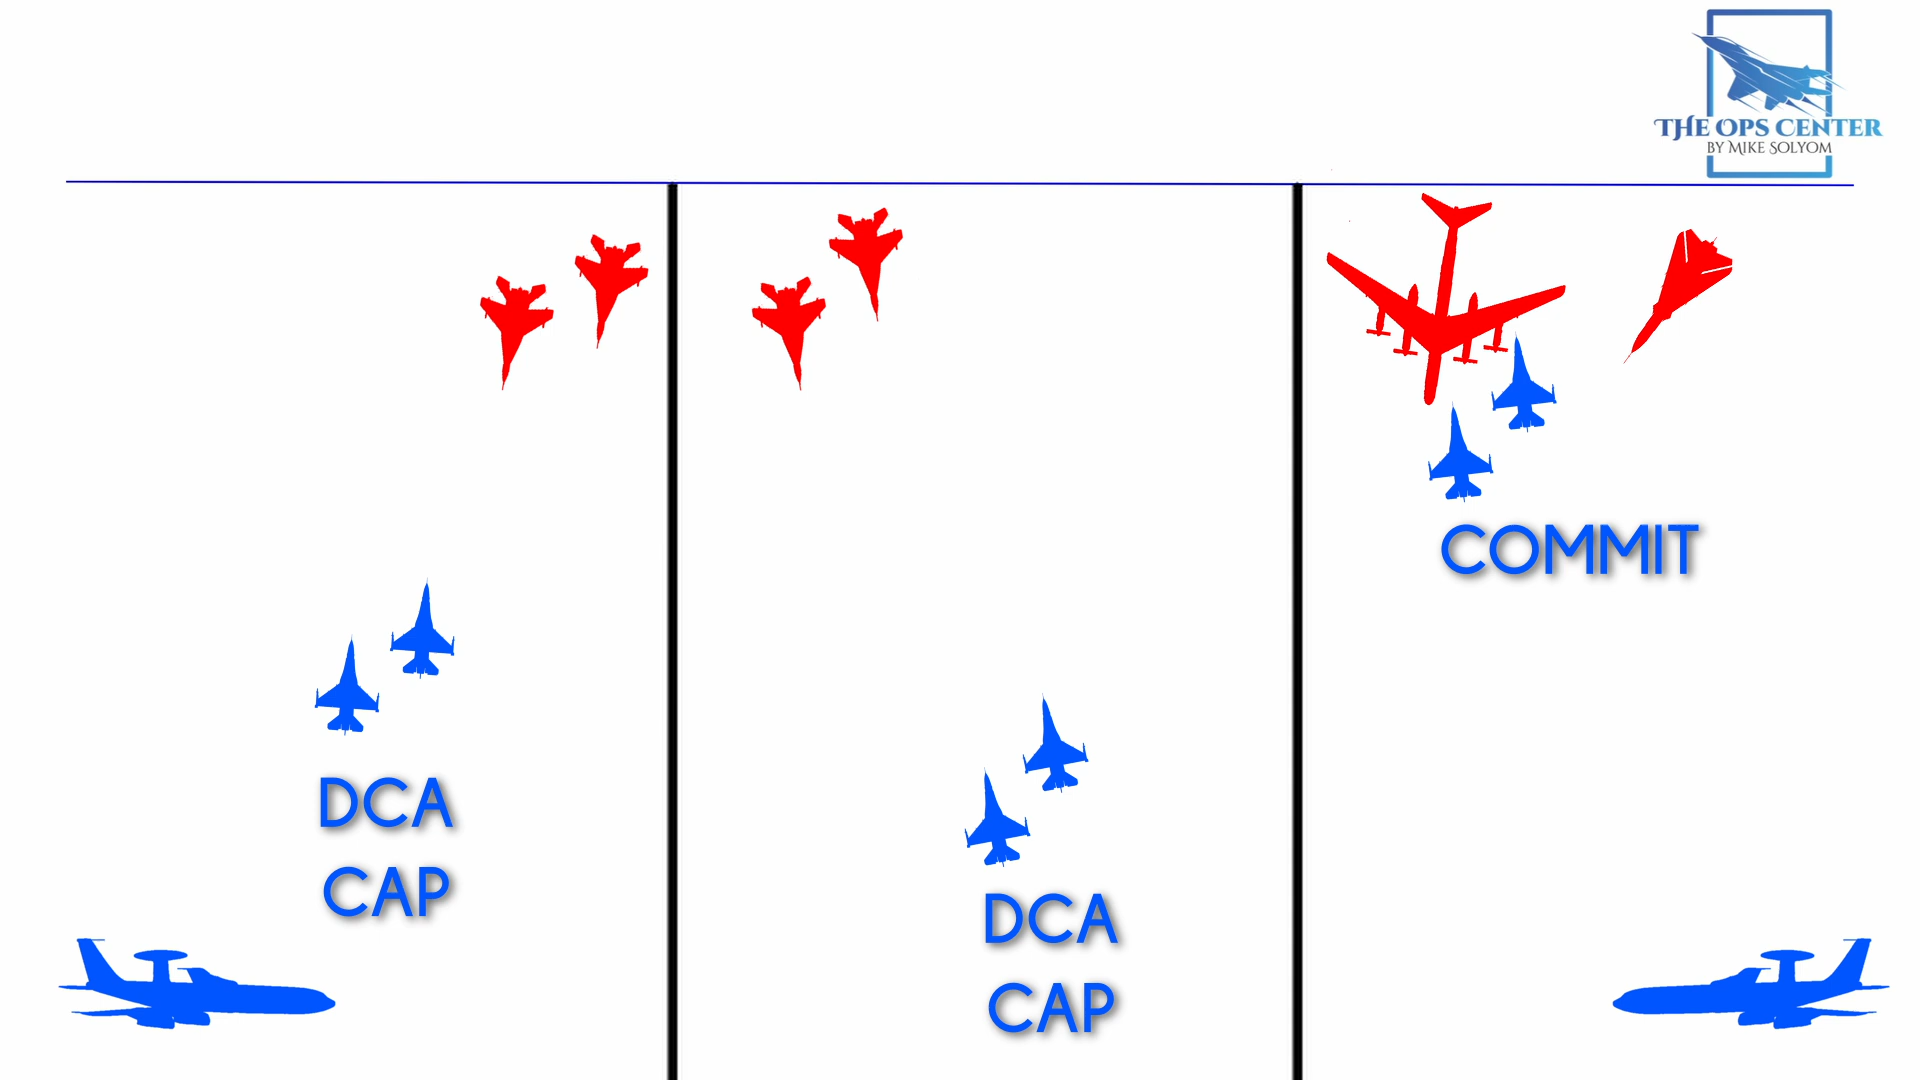 THE OPS CENTER
BY MIKE SOLYOM
COMMIT
DCA
CAP
DCA
CAP